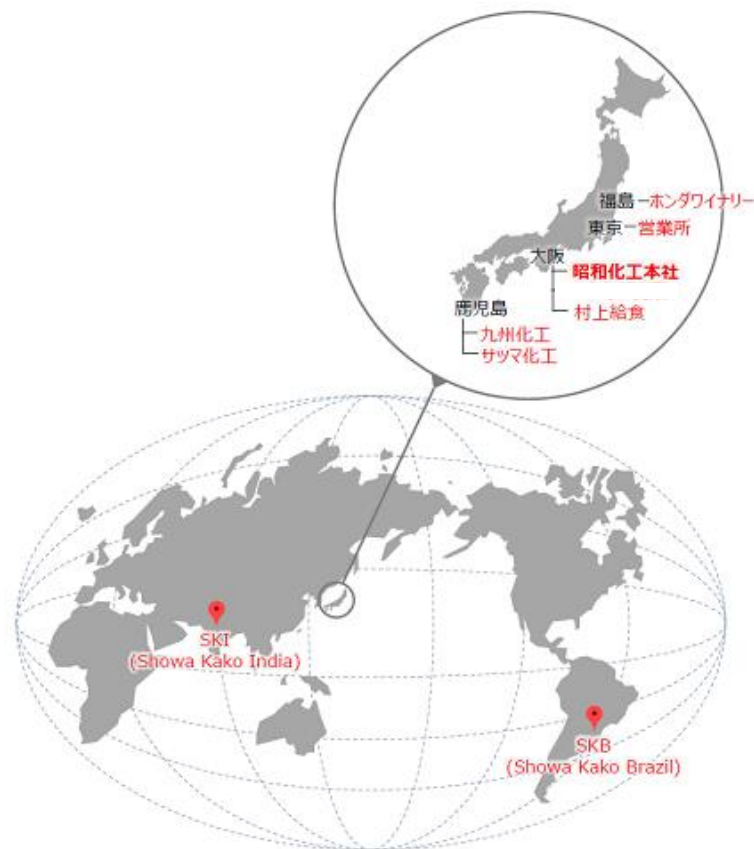 福島 ホンダワイナリー
東京 営業所
大阪
昭和化工本社
村上給食
鹿児島
九州化工
サツマ化工
SKI
(Showa Kako India)
SKB
(Showa Kako Brazil)